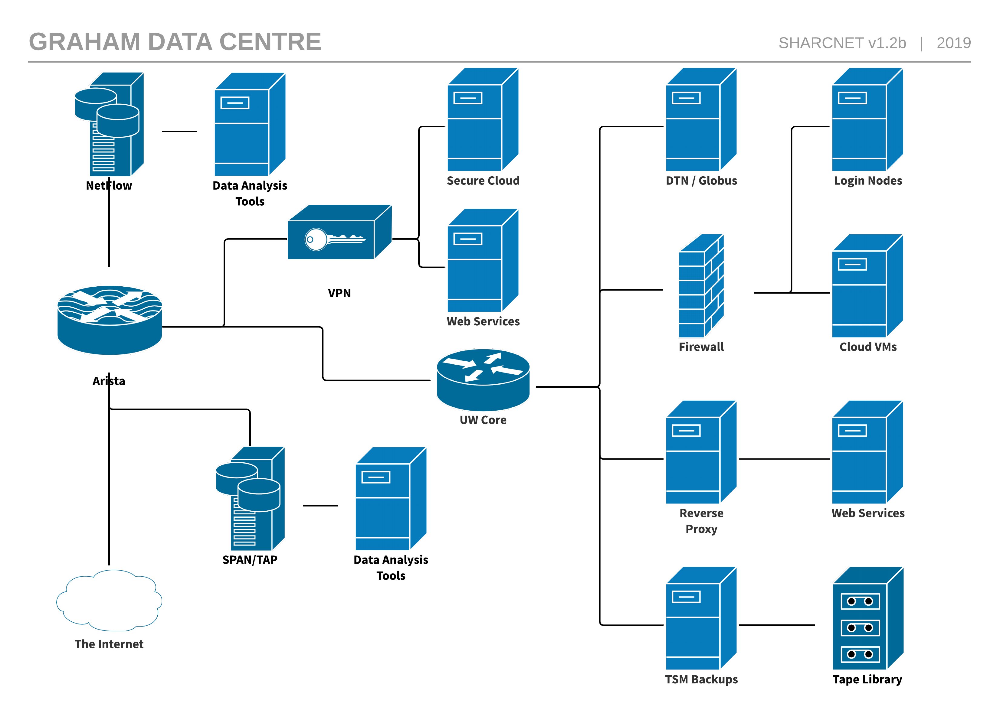 GRAHAM DATA CENTRE
SHARCNET v1.2b | 2019
NetFlow
Data Analysis
Tools
Secure Cloud
DTN / Globus
Login Nodes
VPN
Web Services
Firewall
Cloud VMs
Arista
UW Core
SPAN/TAP
Data Analysis
Tools
Reverse
Proxy
Web Services
The Internet
TSM Backups
Tape Library